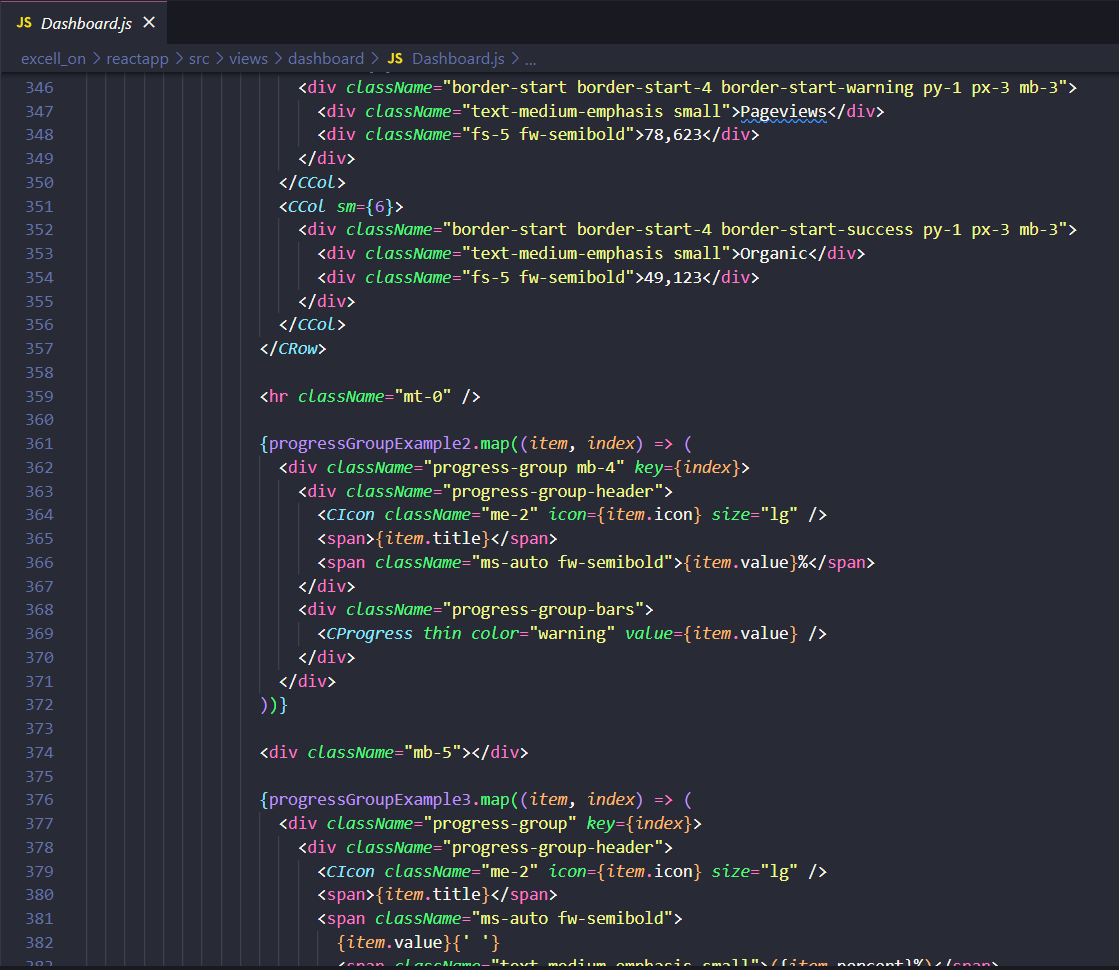 JS Dashboard.js ×
excell_on > reactapp > src > views > dashboard > JS Dashboard.js > ...
346 <div className="border-start border-start-4 border-start-warning py-1 px-3 mb-3">
347 <div className="text-medium-emphasis small">Pageviews</div>
348 <div className="fs-5 fw-semibold">78,623</div>
349 </div>
350 </CCol>
351 <CCol sm={6}>
352 <div className="border-start border-start-4 border-start-success py-1 px-3 mb-3">
353 <div className="text-medium-emphasis small">Organic</div>
354 <div className="fs-5 fw-semibold">49,123</div>
355 </div>
356 </CCol>
357 </CRow>
358
359 <hr className="mt-0" />
360
361 {progressGroupExample2.map((item, index) => (
362 <div className="progress-group mb-4" key={index}>
363 <div className="progress-group-header">
364 <CIcon className="me-2" icon={item.icon} size="lg" />
365 <span>{item.title}</span>
366 <span className="ms-auto fw-semibold">{item.value}%</span>
367 </div>
368 <div className="progress-group-bars">
369 <CProgress thin color="warning" value={item.value} />
370 </div>
371 </div>
372 ))}
373
374 <div className="mb-5"></div>
375
376 {progressGroupExample3.map((item, index) => (
377 <div className="progress-group" key={index}>
378 <div className="progress-group-header">
379 <CIcon className="me-2" icon={item.icon} size="lg" />
380 <span>{item.title}</span>
381 <span className="ms-auto fw-semibold">
382 {item.value}{' '}
383 <span className="text-medium-emphasis small">({item.percent}%)</span>